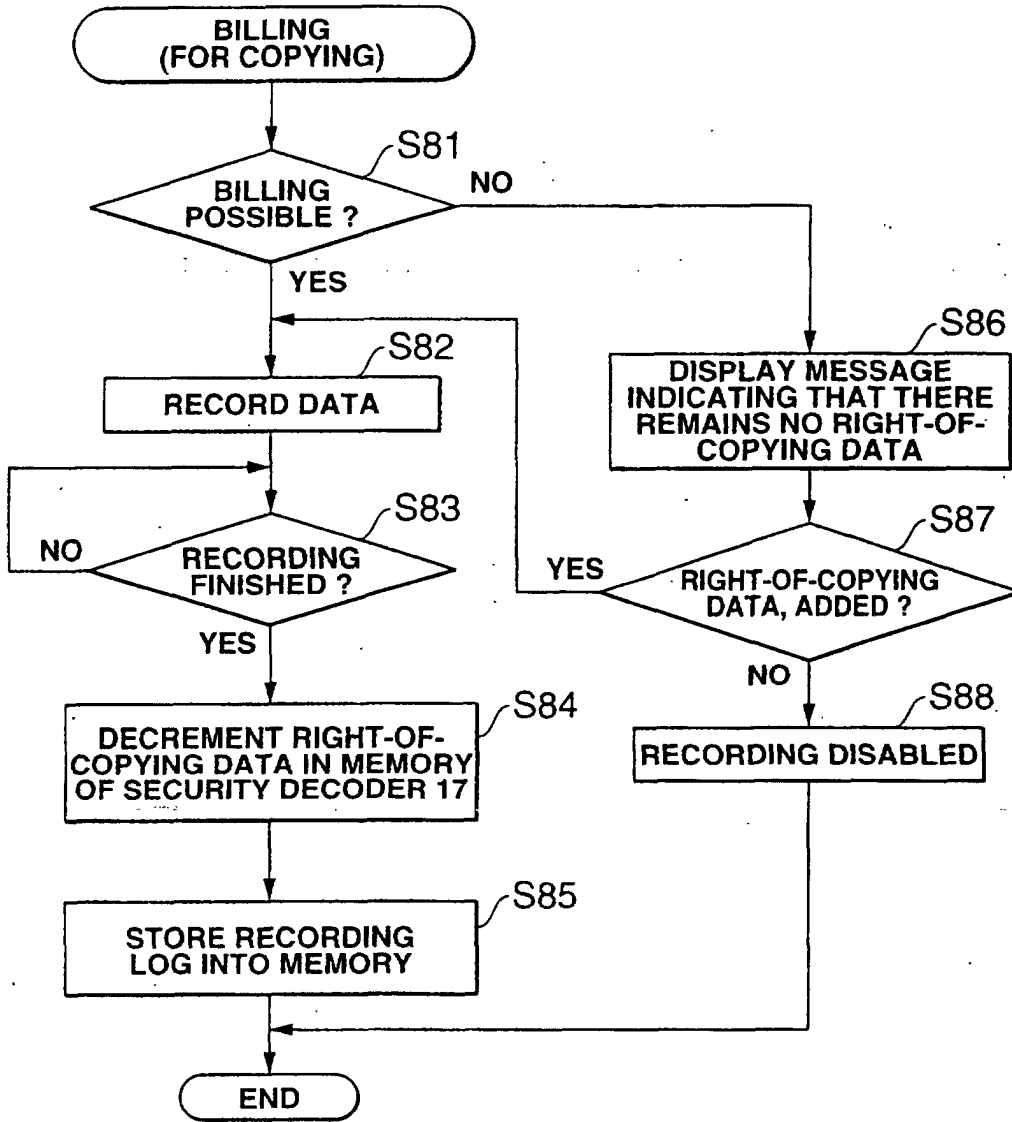 BILLING
(FOR COPYING)
S81
BILLING
POSSIBLE ?
NO
YES
S82
RECORD DATA
S86
DISPLAY MESSAGE
INDICATING THAT THERE
REMAINS NO RIGHT-OF-
COPYING DATA
S83
RECORDING
FINISHED ?
NO
YES
S87
RIGHT-OF-COPYING
DATA, ADDED ?
YES
NO
S84
DECREMENT RIGHT-OF-
COPYING DATA IN MEMORY
OF SECURITY DECODER 17
S88
RECORDING DISABLED
S85
STORE RECORDING
LOG INTO MEMORY
END